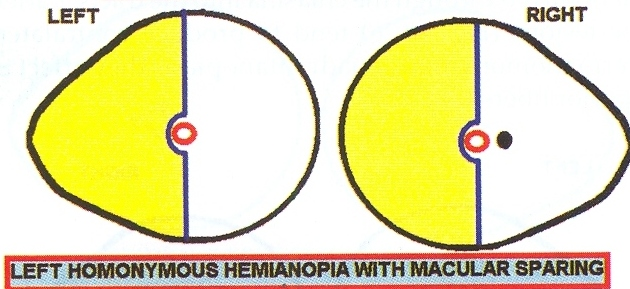 LEFT
RIGHT
LEFT HOMONYMOUS HEMIANOPIA WITH MACULAR SPARING